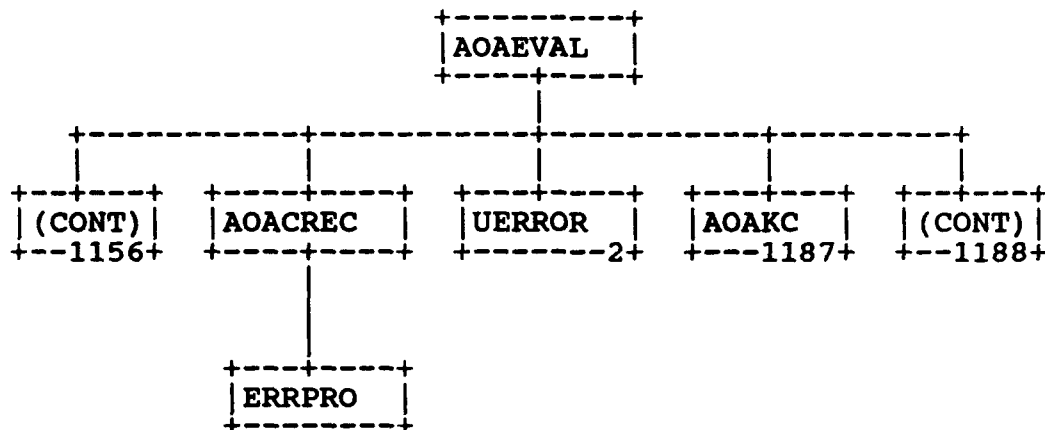 AOAEVAL
(CONT) AOACREC UERROR AOAKC (CONT)
1156 2 1187 1188
ERRPRO